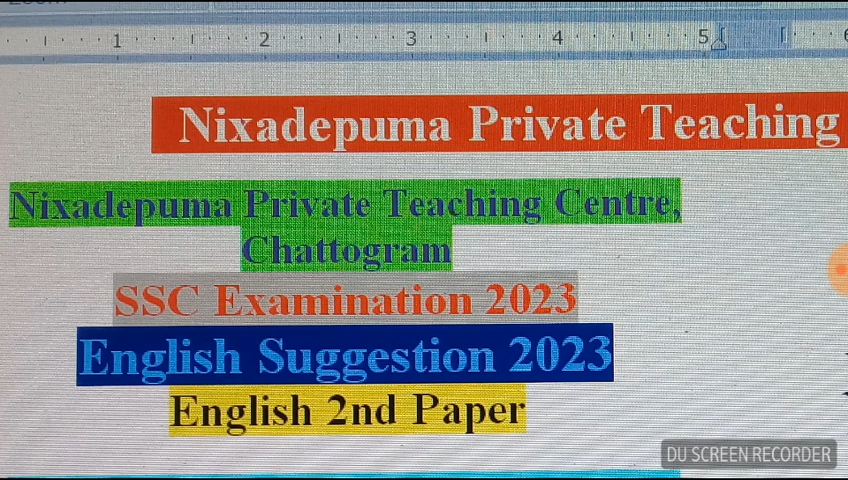 1 2 3 4 5 6
Nixadepuma Private Teaching
Nixadepuma Private Teaching Centre,
Chattogram
SSC Examination 2023
English Suggestion 2023
English 2nd Paper
DU SCREEN RECORDER